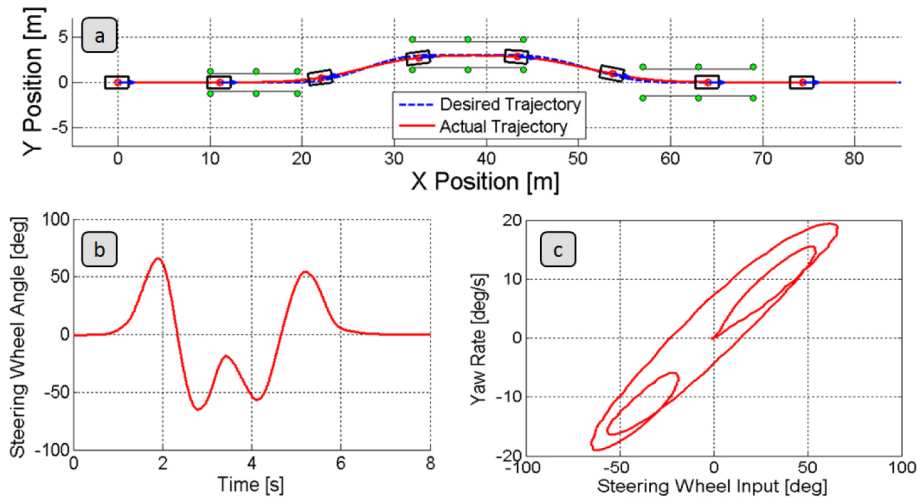 a
Y Position [m]
5
0
-5
Desired Trajectory
Actual Trajectory
0 10 20 30 40 50 60 70 80
X Position [m]
b
Steering Wheel Angle [deg]
100
50
0
-50
-100
0 2 4 6 8
Time [s]
c
Yaw Rate [deg/s]
20
10
0
-10
-20
-100 -50 0 50 100
Steering Wheel Input [deg]